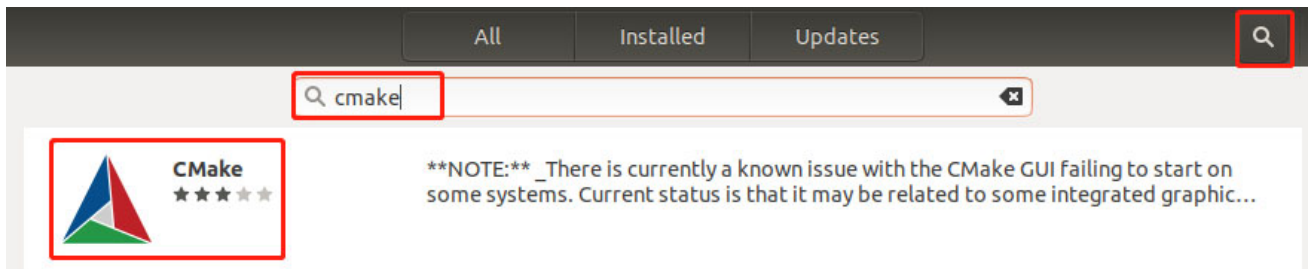 All Installed Updates
cmake
CMake **NOTE:** _There is currently a known issue with the CMake GUI failing to start on
some systems. Current status is that it may be related to some integrated graphic...